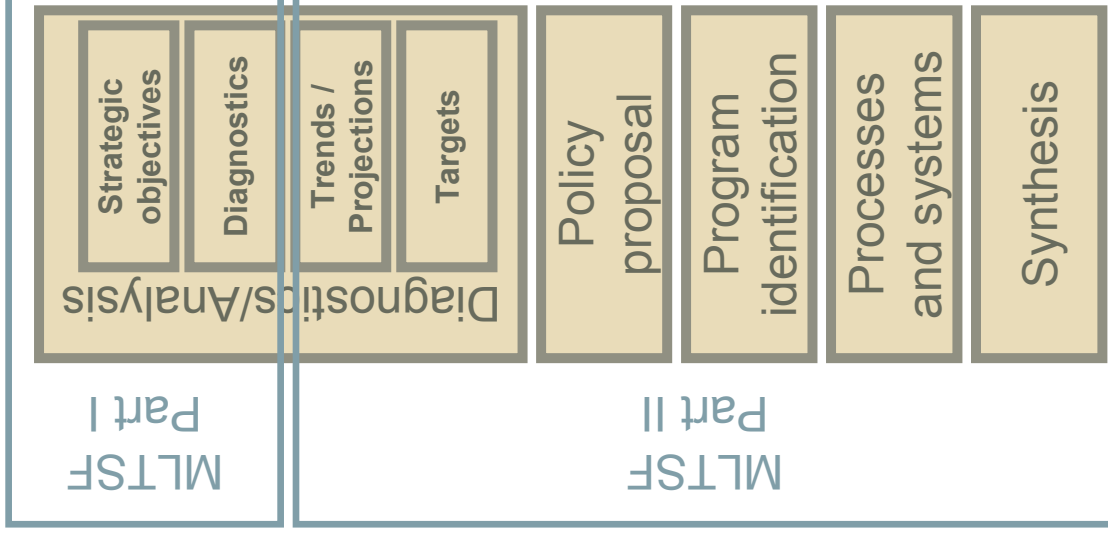 MLTSF
Part I
MLTSF
Part II
Diagnostics/Analysis
Strategic
objectives
Diagnostics
Trends /
Projections
Targets
Policy
proposal
Program
identification
Processes
and systems
Synthesis